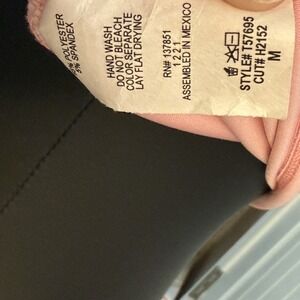 % POLYESTER
5% SPANDEX
HAND WASH
DO NOT BLEACH
COLOR SEPARATE
LAY FLAT DRYING
RN# 137851
1221
ASSEMBLED IN MEXICO
STYLE# T57695
CUT# H2152
M